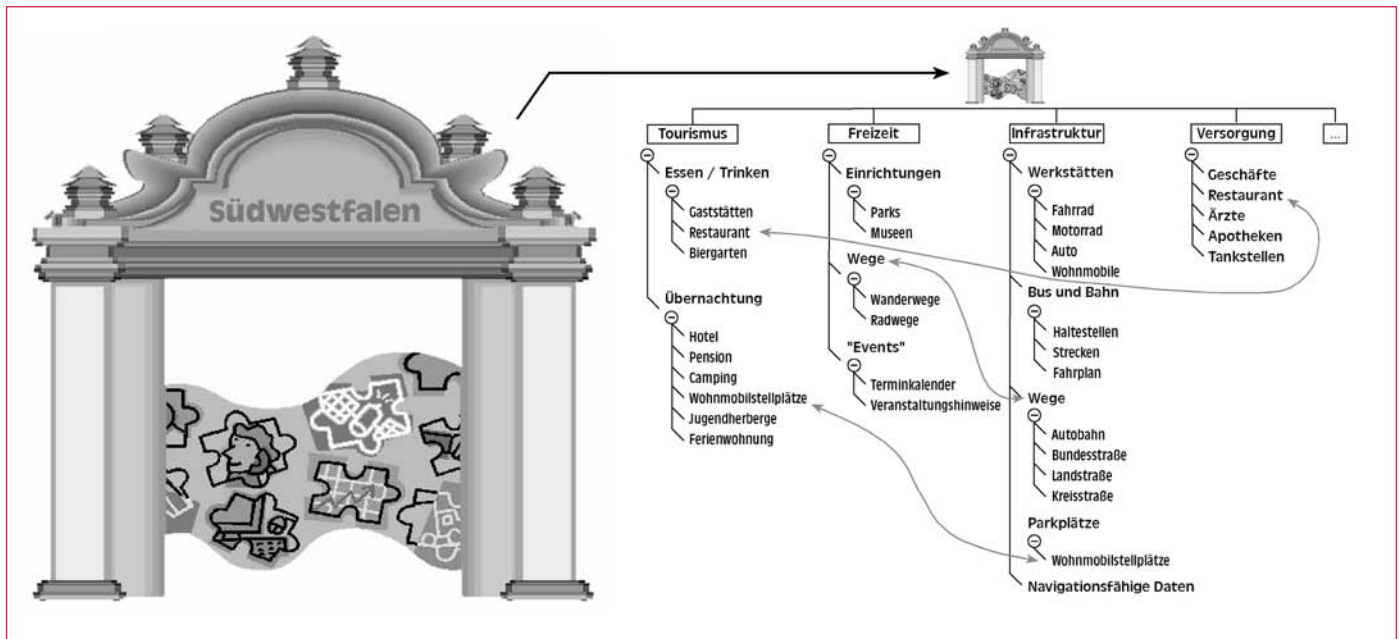 Südwestfalen
Tourismus
Essen / Trinken
Gaststätten
Restaurant
Biergarten
Übernachtung
Hotel
Pension
Camping
Wohnmobilstellplätze
Jugendherberge
Ferienwohnung
Freizeit
Einrichtungen
Parks
Museen
Wege
Wanderwege
Radwege
"Events"
Terminkalender
Veranstaltungshinweise
Infrastruktur
Werkstätten
Fahrrad
Motorrad
Auto
Wohnmobile
Bus und Bahn
Haltestellen
Strecken
Fahrplan
Wege
Autobahn
Bundesstraße
Landstraße
Kreisstraße
Parkplätze
Wohnmobilstellplätze
Navigationsfähige Daten
Versorgung
Geschäfte
Restaurant
Ärzte
Apotheken
Tankstellen
...